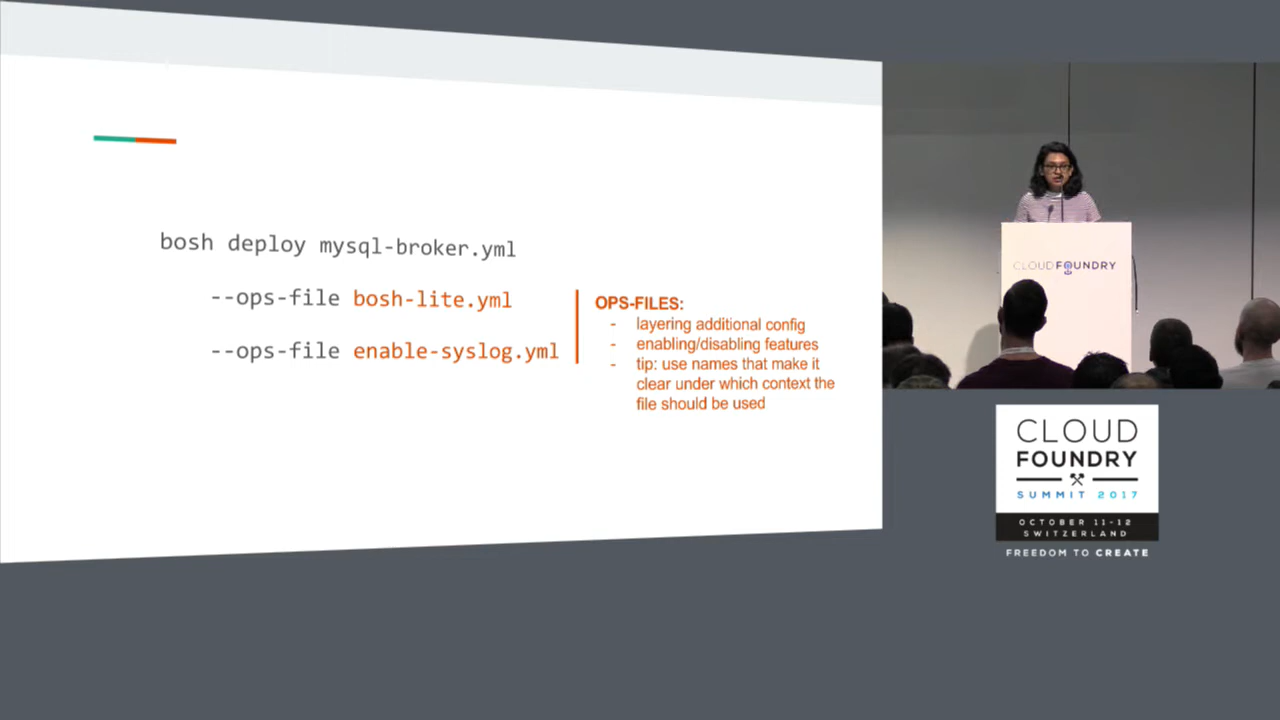 bosh deploy mysql-broker.yml
--ops-file bosh-lite.yml
--ops-file enable-syslog.yml
OPS-FILES:
- layering additional config
- enabling/disabling features
- tip: use names that make it
clear under which context the
file should be used
CLOUDFOUNDRY
CLOUD
FOUNDRY
SUMMIT 2017
OCTOBER 11-12
SWITZERLAND
FREEDOM TO CREATE